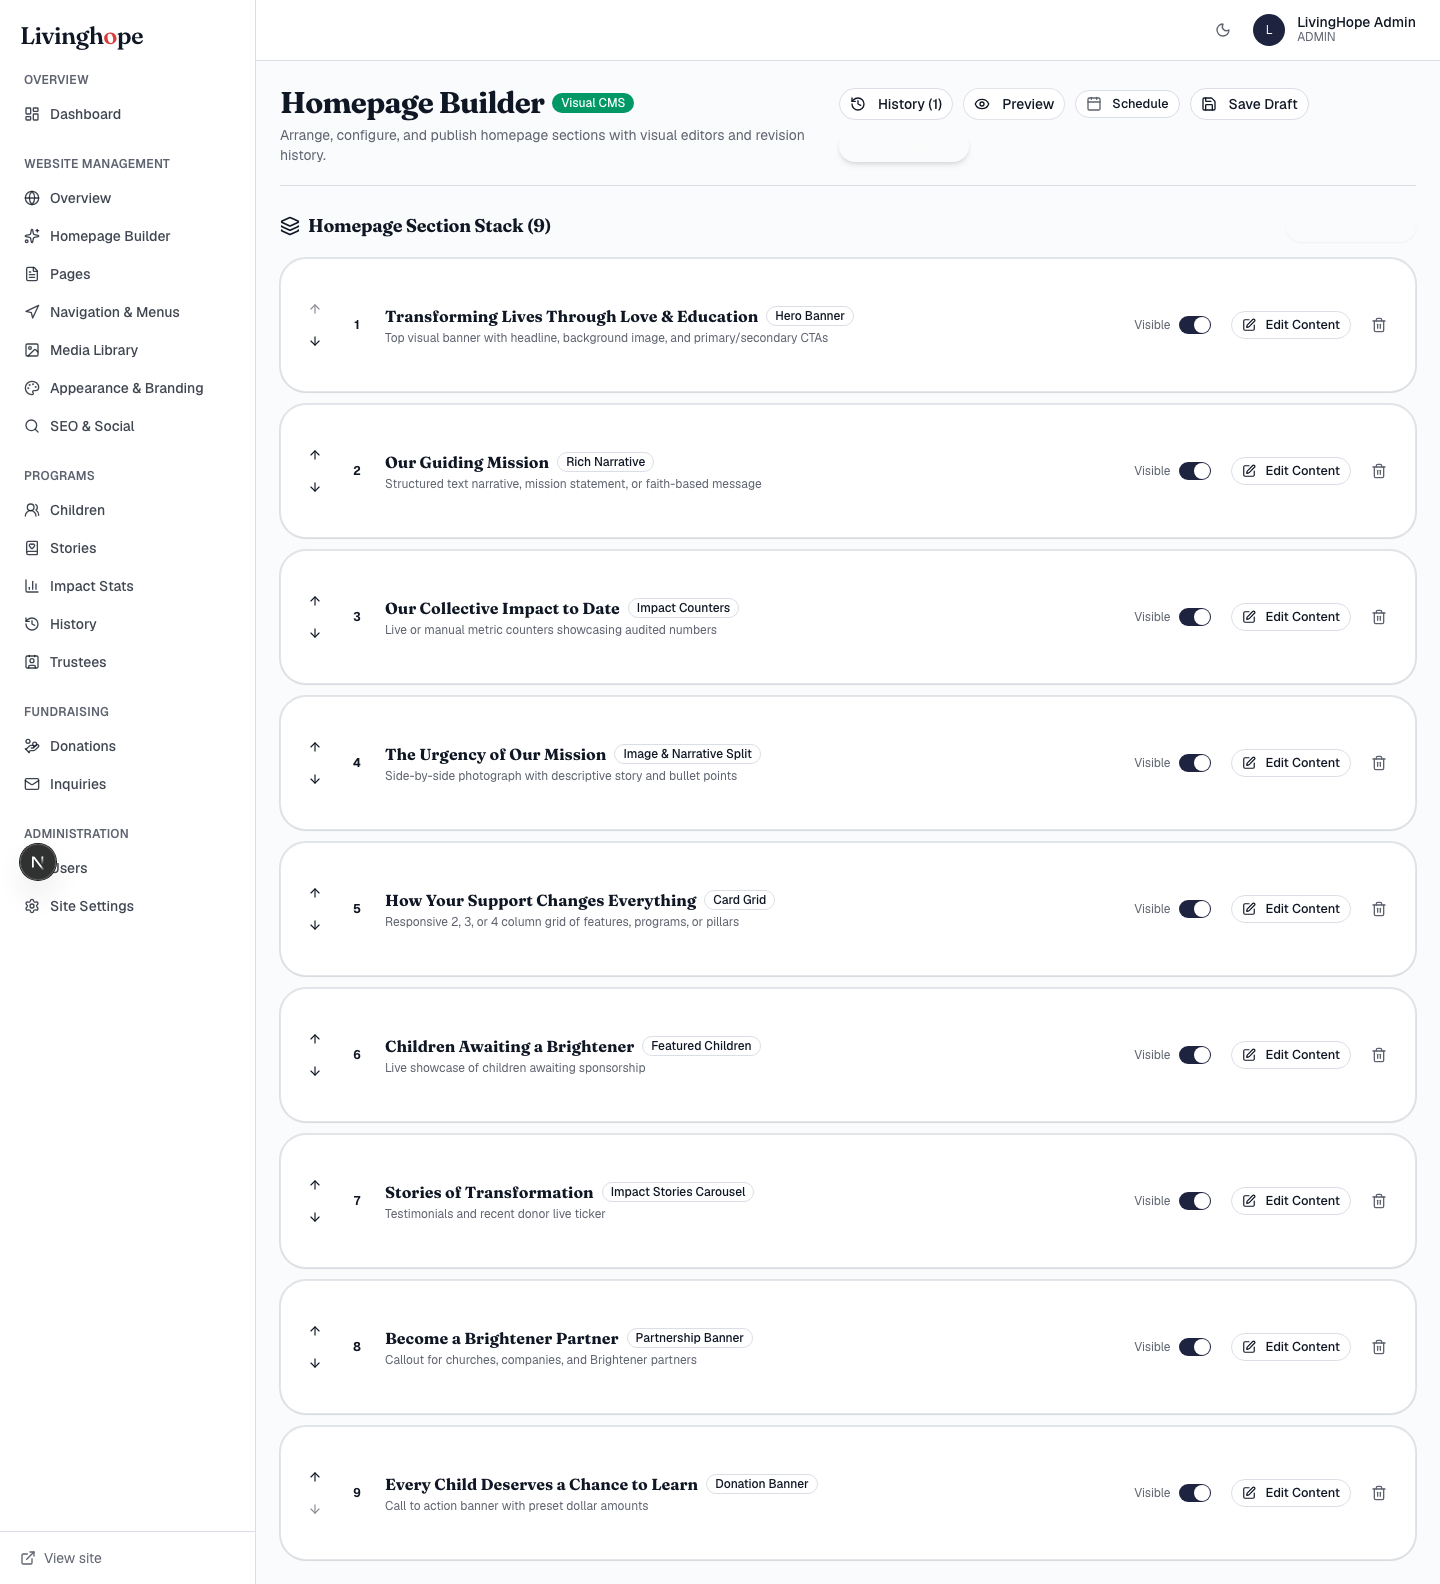 Livinghope
OVERVIEW
Dashboard
WEBSITE MANAGEMENT
Overview
Homepage Builder
Pages
Navigation & Menus
Media Library
Appearance & Branding
SEO & Social
PROGRAMS
Children
Stories
Impact Stats
History
Trustees
FUNDRAISING
Donations
Inquiries
ADMINISTRATION
Users
Site Settings
View site
L
LivingHope Admin
ADMIN
Homepage Builder
Visual CMS
Arrange, configure, and publish homepage sections with visual editors and revision
history.
History (1)
Preview
Schedule
Save Draft
Homepage Section Stack (9)
1
Transforming Lives Through Love & Education
Hero Banner
Top visual banner with headline, background image, and primary/secondary CTAs
Visible
Edit Content
2
Our Guiding Mission
Rich Narrative
Structured text narrative, mission statement, or faith-based message
Visible
Edit Content
3
Our Collective Impact to Date
Impact Counters
Live or manual metric counters showcasing audited numbers
Visible
Edit Content
4
The Urgency of Our Mission
Image & Narrative Split
Side-by-side photograph with descriptive story and bullet points
Visible
Edit Content
5
How Your Support Changes Everything
Card Grid
Responsive 2, 3, or 4 column grid of features, programs, or pillars
Visible
Edit Content
6
Children Awaiting a Brightener
Featured Children
Live showcase of children awaiting sponsorship
Visible
Edit Content
7
Stories of Transformation
Impact Stories Carousel
Testimonials and recent donor live ticker
Visible
Edit Content
8
Become a Brightener Partner
Partnership Banner
Callout for churches, companies, and Brightener partners
Visible
Edit Content
9
Every Child Deserves a Chance to Learn
Donation Banner
Call to action banner with preset dollar amounts
Visible
Edit Content